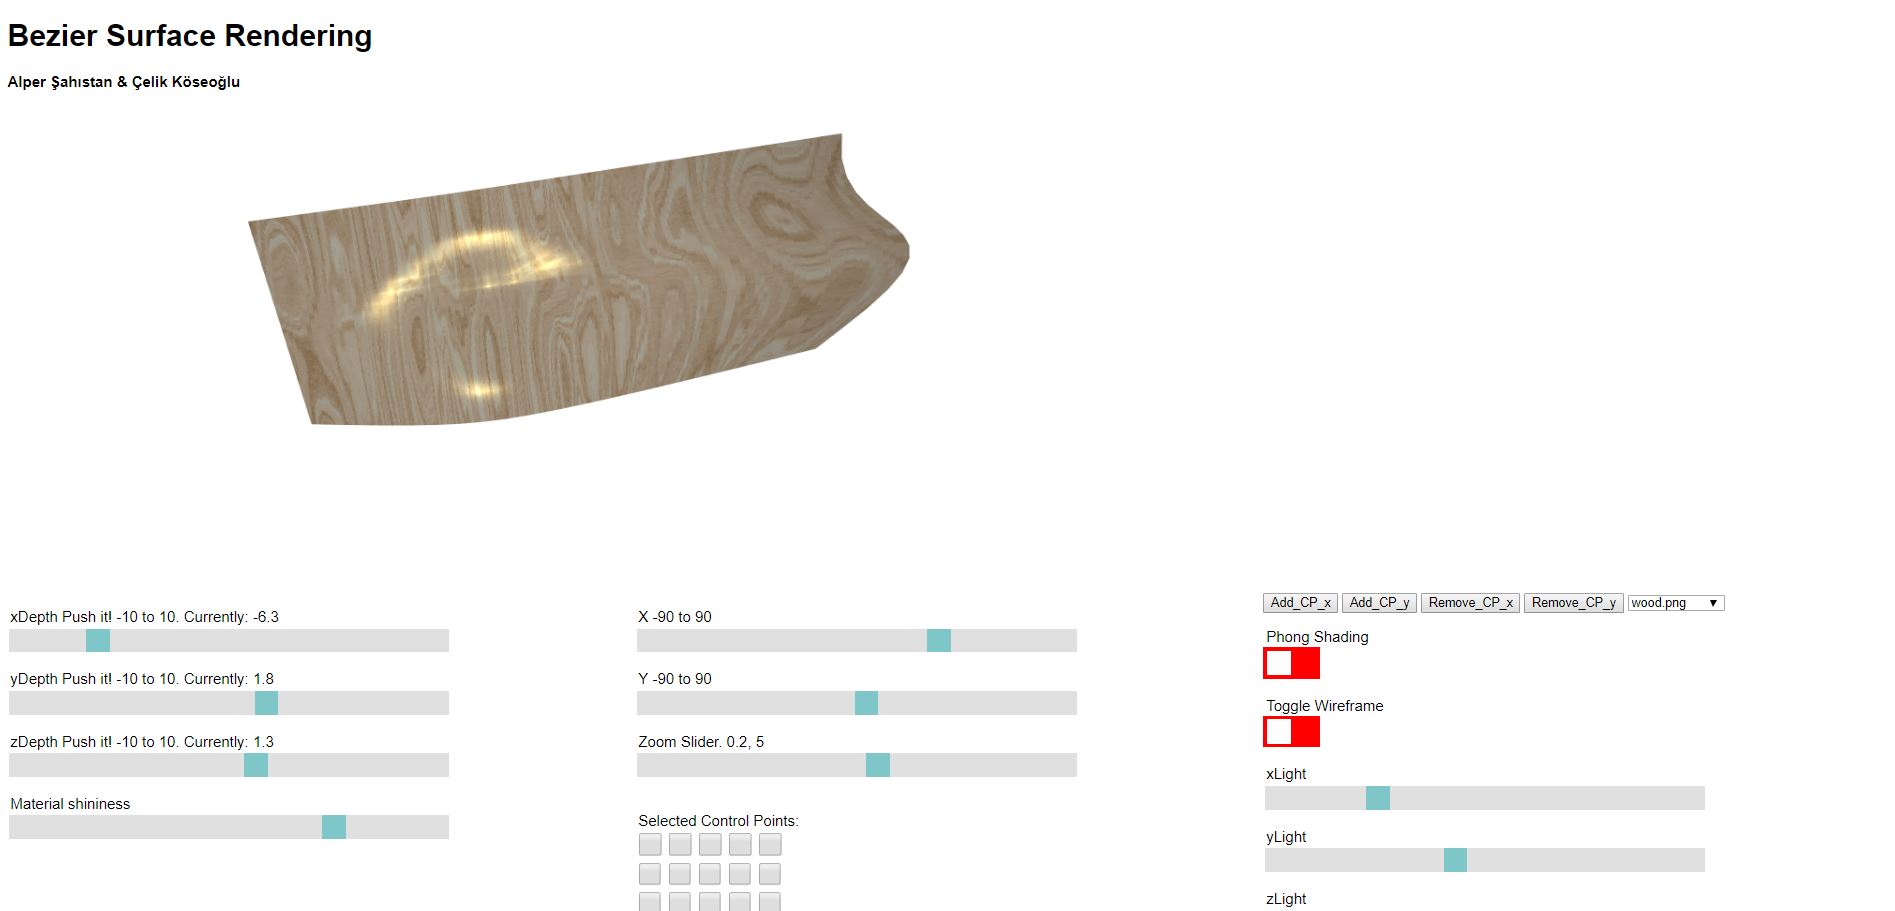 Bezier Surface Rendering
Alper Şahıstan & Çelik Köseoğlu
xDepth Push it! -10 to 10. Currently: -6.3
yDepth Push it! -10 to 10. Currently: 1.8
zDepth Push it! -10 to 10. Currently: 1.3
Material shininess
X -90 to 90
Y -90 to 90
Zoom Slider. 0.2, 5
Selected Control Points:
Add_CP_x Add_CP_y Remove_CP_x Remove_CP_y wood.png
Phong Shading
Toggle Wireframe
xLight
yLight
zLight